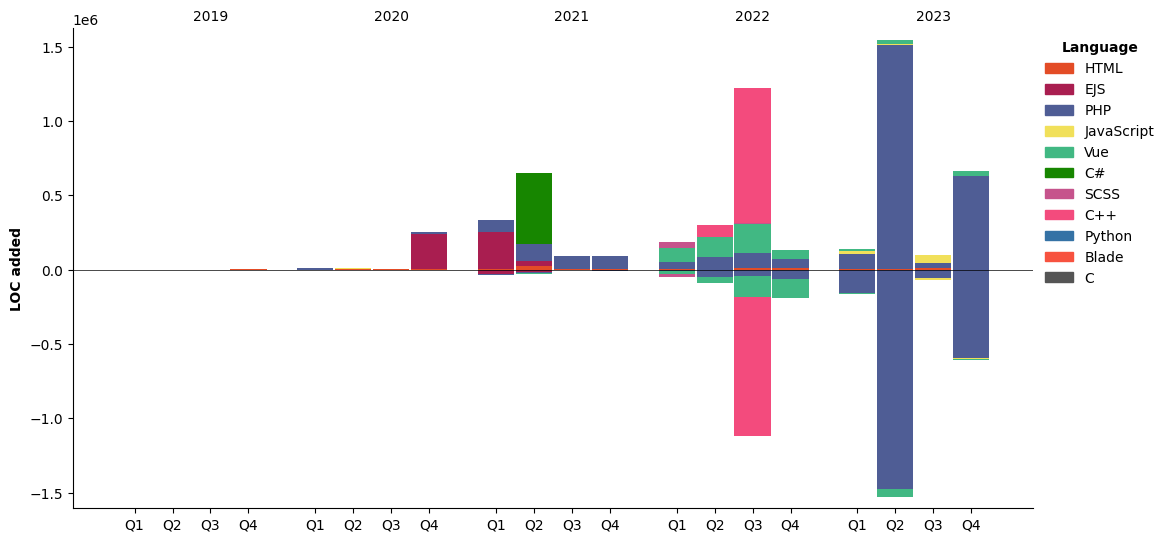 1e6
2019 2020 2021 2022 2023
LOC added
1.5
1.0
0.5
0.0
−0.5
−1.0
−1.5
Q1 Q2 Q3 Q4 Q1 Q2 Q3 Q4 Q1 Q2 Q3 Q4 Q1 Q2 Q3 Q4 Q1 Q2 Q3 Q4
Language
HTML
EJS
PHP
JavaScript
Vue
C#
SCSS
C++
Python
Blade
C